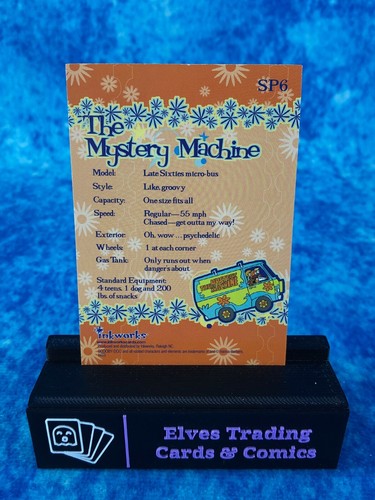 SP6
The
Mystery Machine
Model: Late Sixties micro-bus
Style: Like, groovy
Capacity: One size fits all
Speed: Regular—55 mph
Chased—get outta my way!
Exterior: Oh, wow ... psychedelic
Wheels: 1 at each corner
Gas Tank: Only runs out when
danger's about
Standard Equipment:
4 teens, 1 dog and 200
lbs. of snacks
inkworks
Elves Trading
Cards & Comics